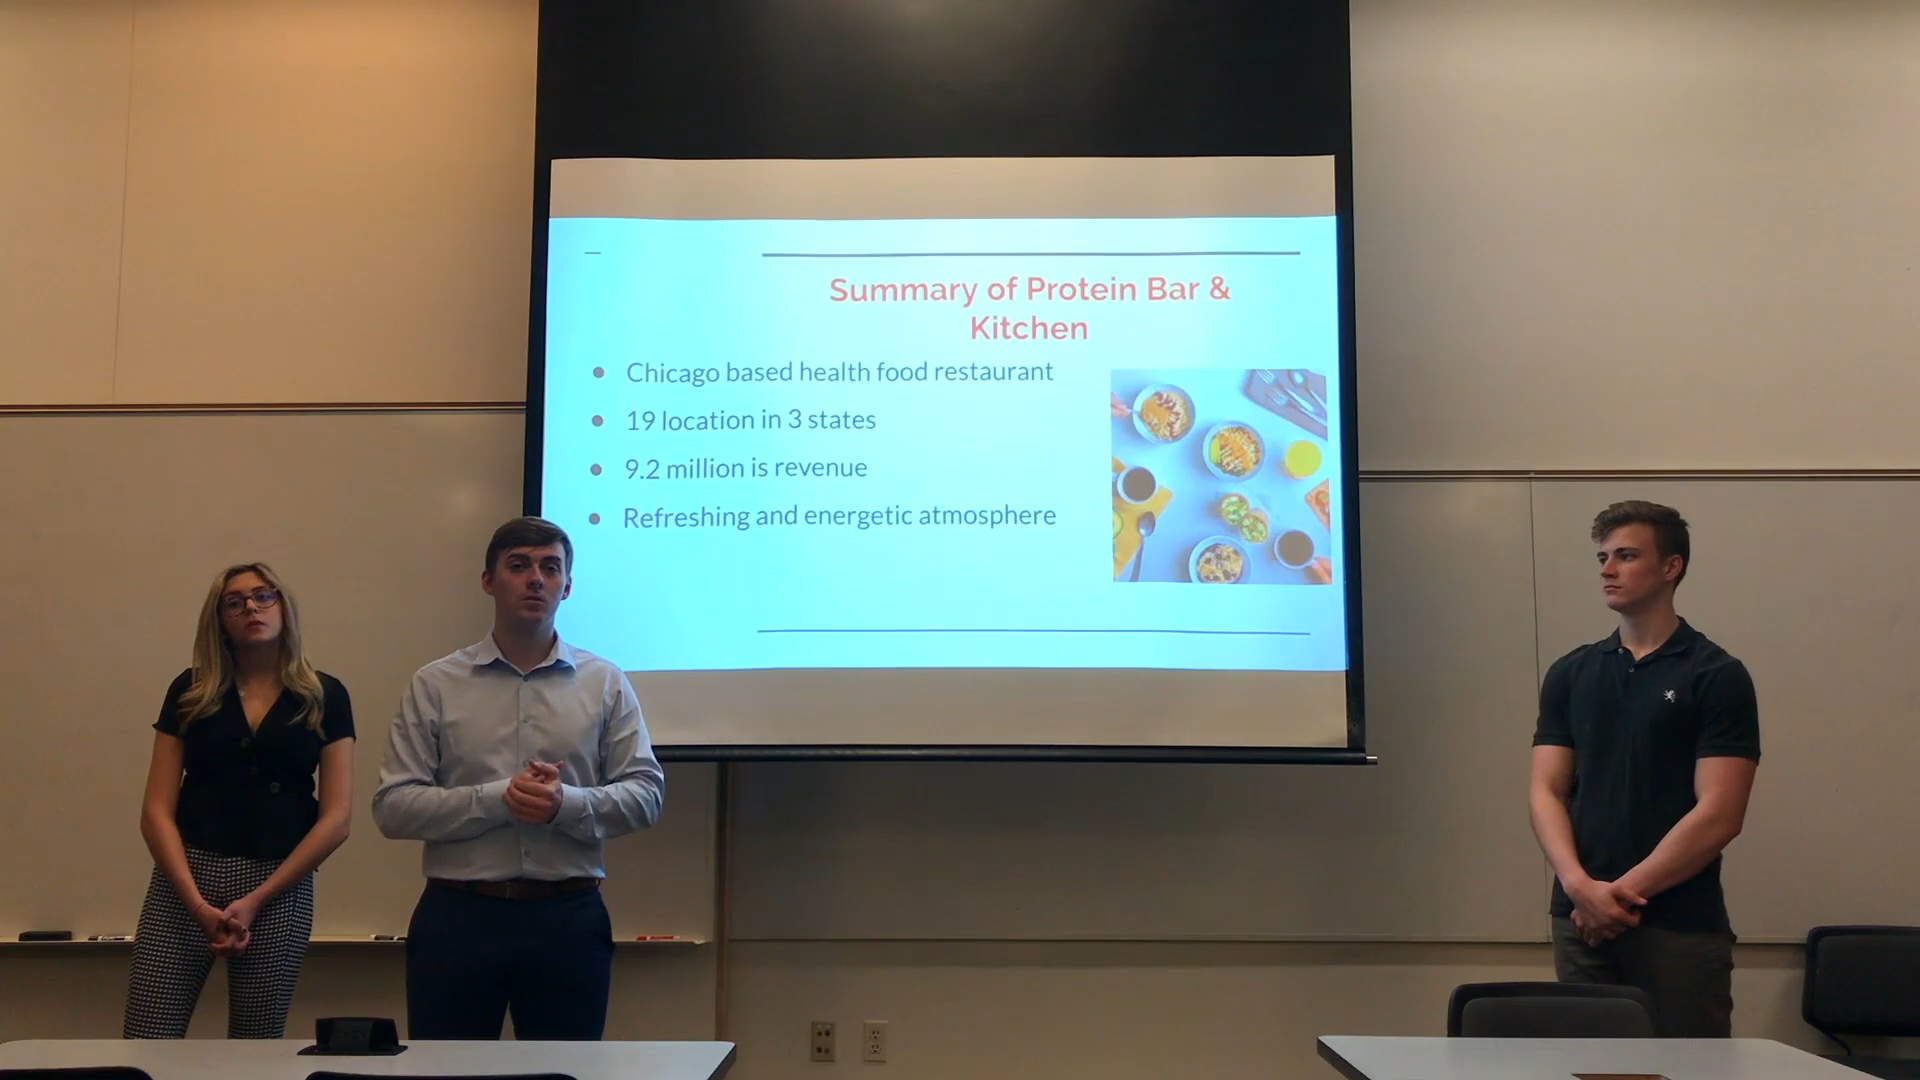 Summary of Protein Bar &
Kitchen
Chicago based health food restaurant
19 location in 3 states
9.2 million is revenue
Refreshing and energetic atmosphere